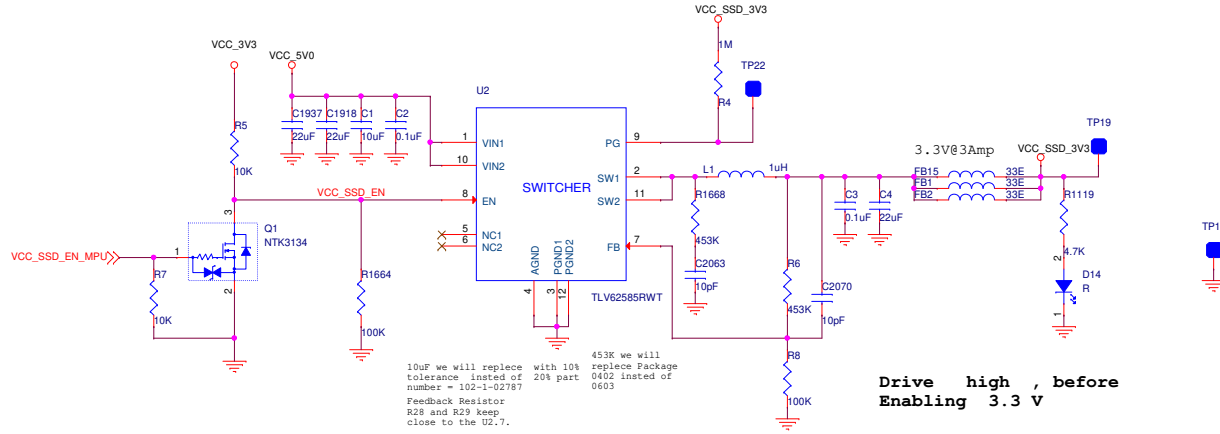 VCC_SSD_3V3
VCC_3V3
VCC_5V0
1M
TP22
R4
U2
C1937
C1918
C1
C2
22uF
22uF
10uF
0.1uF
R5
10K
1
VIN1
10
VIN2
PG
9
TP19
3.3V@3Amp
VCC_SSD_3V3
SWITCHER
SW1
2
SW2
11
L1
1uH
FB15
33E
FB1
33E
FB2
33E
VCC_SSD_EN
8
EN
R1668
453K
C3
0.1uF
C4
22uF
R1119
4.7K
3
Q1
NTK3134
5
NC1
6
NC2
FB
7
TP1
VCC_SSD_EN_MPU
1
2
R7
10K
R1664
100K
AGND
PGND1
PGND2
4
3
12
TLV62585RWT
C2063
10pF
R6
453K
C2070
10pF
2
D14
R
1
R8
100K
10uF we will replece with 10%
tolerance insted of 20% part
number = 102-1-02787
Feedback Resistor
R28 and R29 keep
close to the U2.7.
453K we will
replece Package
0402 insted of
0603
Drive high , before
Enabling 3.3 V